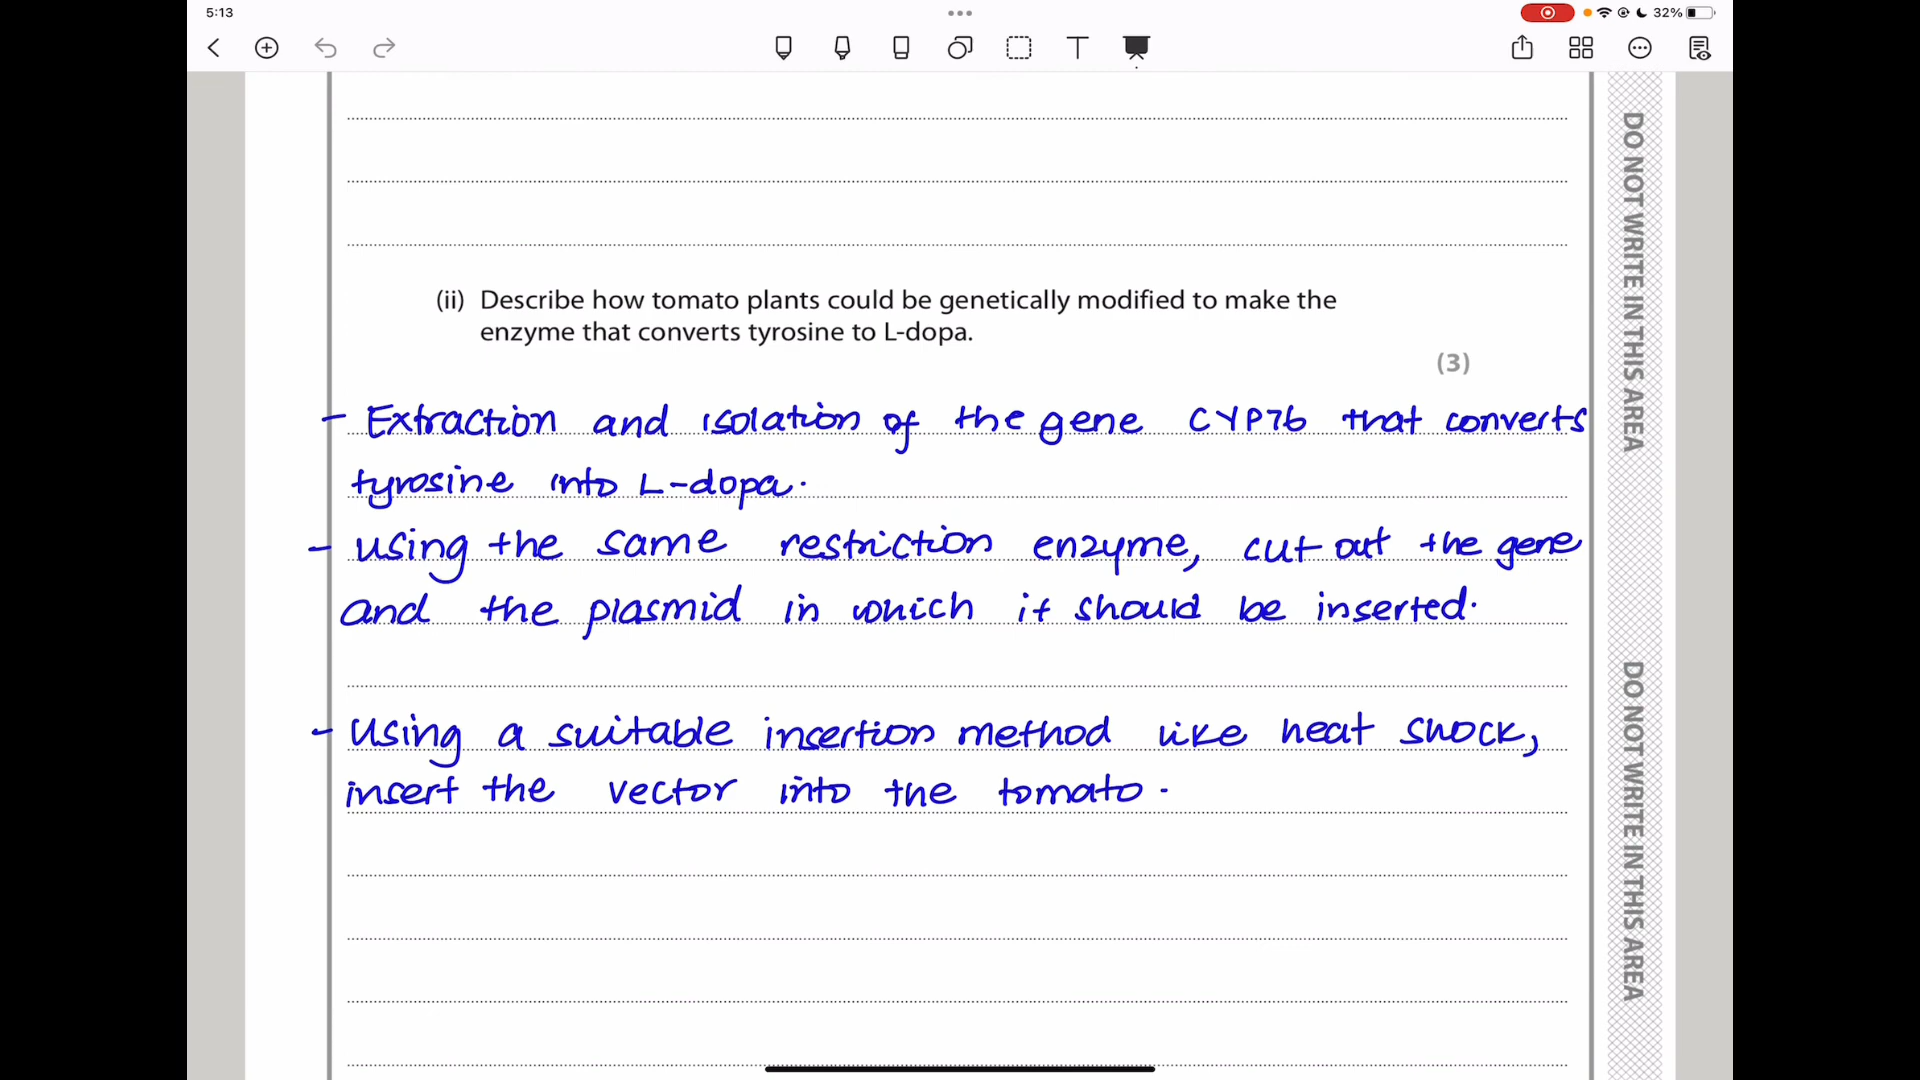 5:13
32%
(ii) Describe how tomato plants could be genetically modified to make the
enzyme that converts tyrosine to L-dopa.
(3)
- Extraction and isolation of the gene CYP76 that converts
tyrosine into L-dopa.
- Using the same restriction enzyme, cut out the gene
and the plasmid in which it should be inserted.
- Using a suitable insertion method like heat shock,
insert the vector into the tomato.
DO NOT WRITE IN THIS AREA
DO NOT WRITE IN THIS AREA